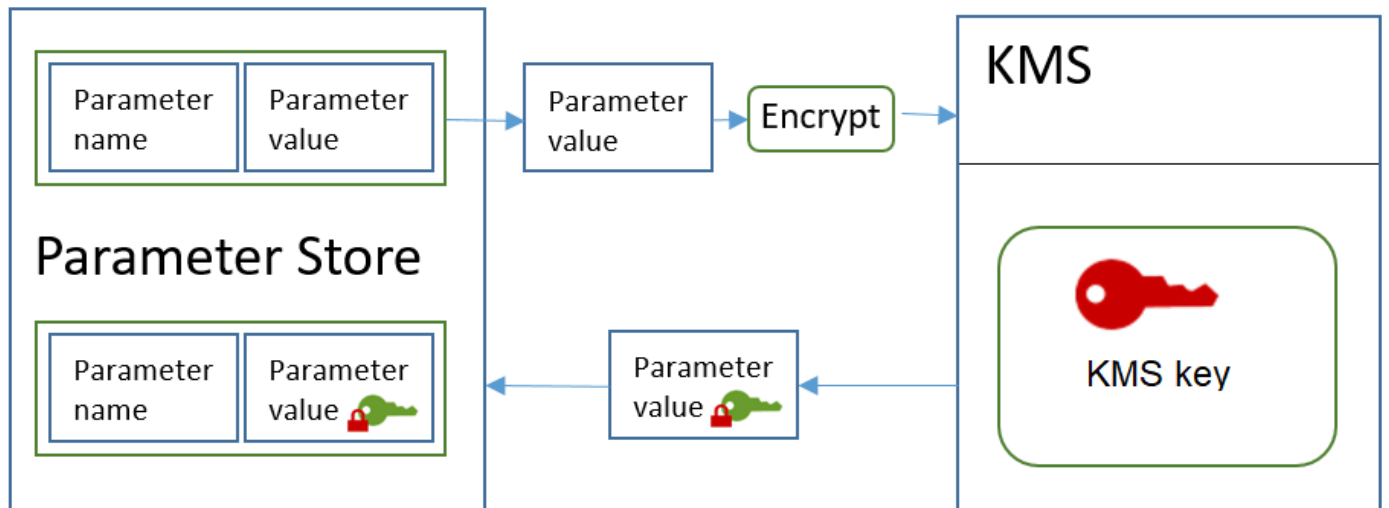 Parameter
name
Parameter
value
Parameter
value
Encrypt
KMS
Parameter Store
Parameter
name
Parameter
value
Parameter
value
KMS key